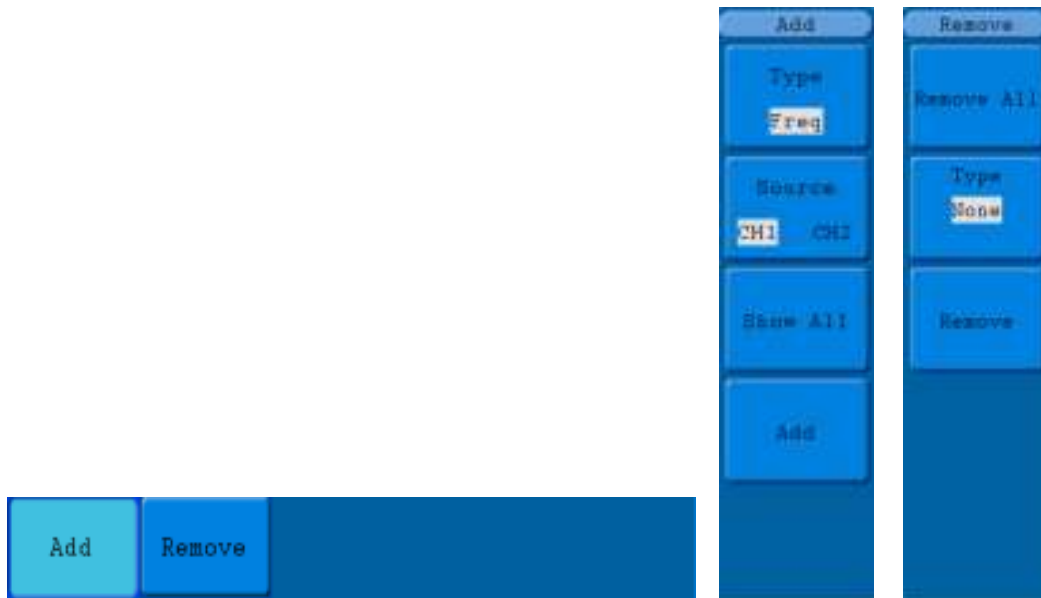 Add
Type
Freq
Source
CH1 CH2
Show All
Add
Remove
Remove All
Type
None
Remove
Add Remove